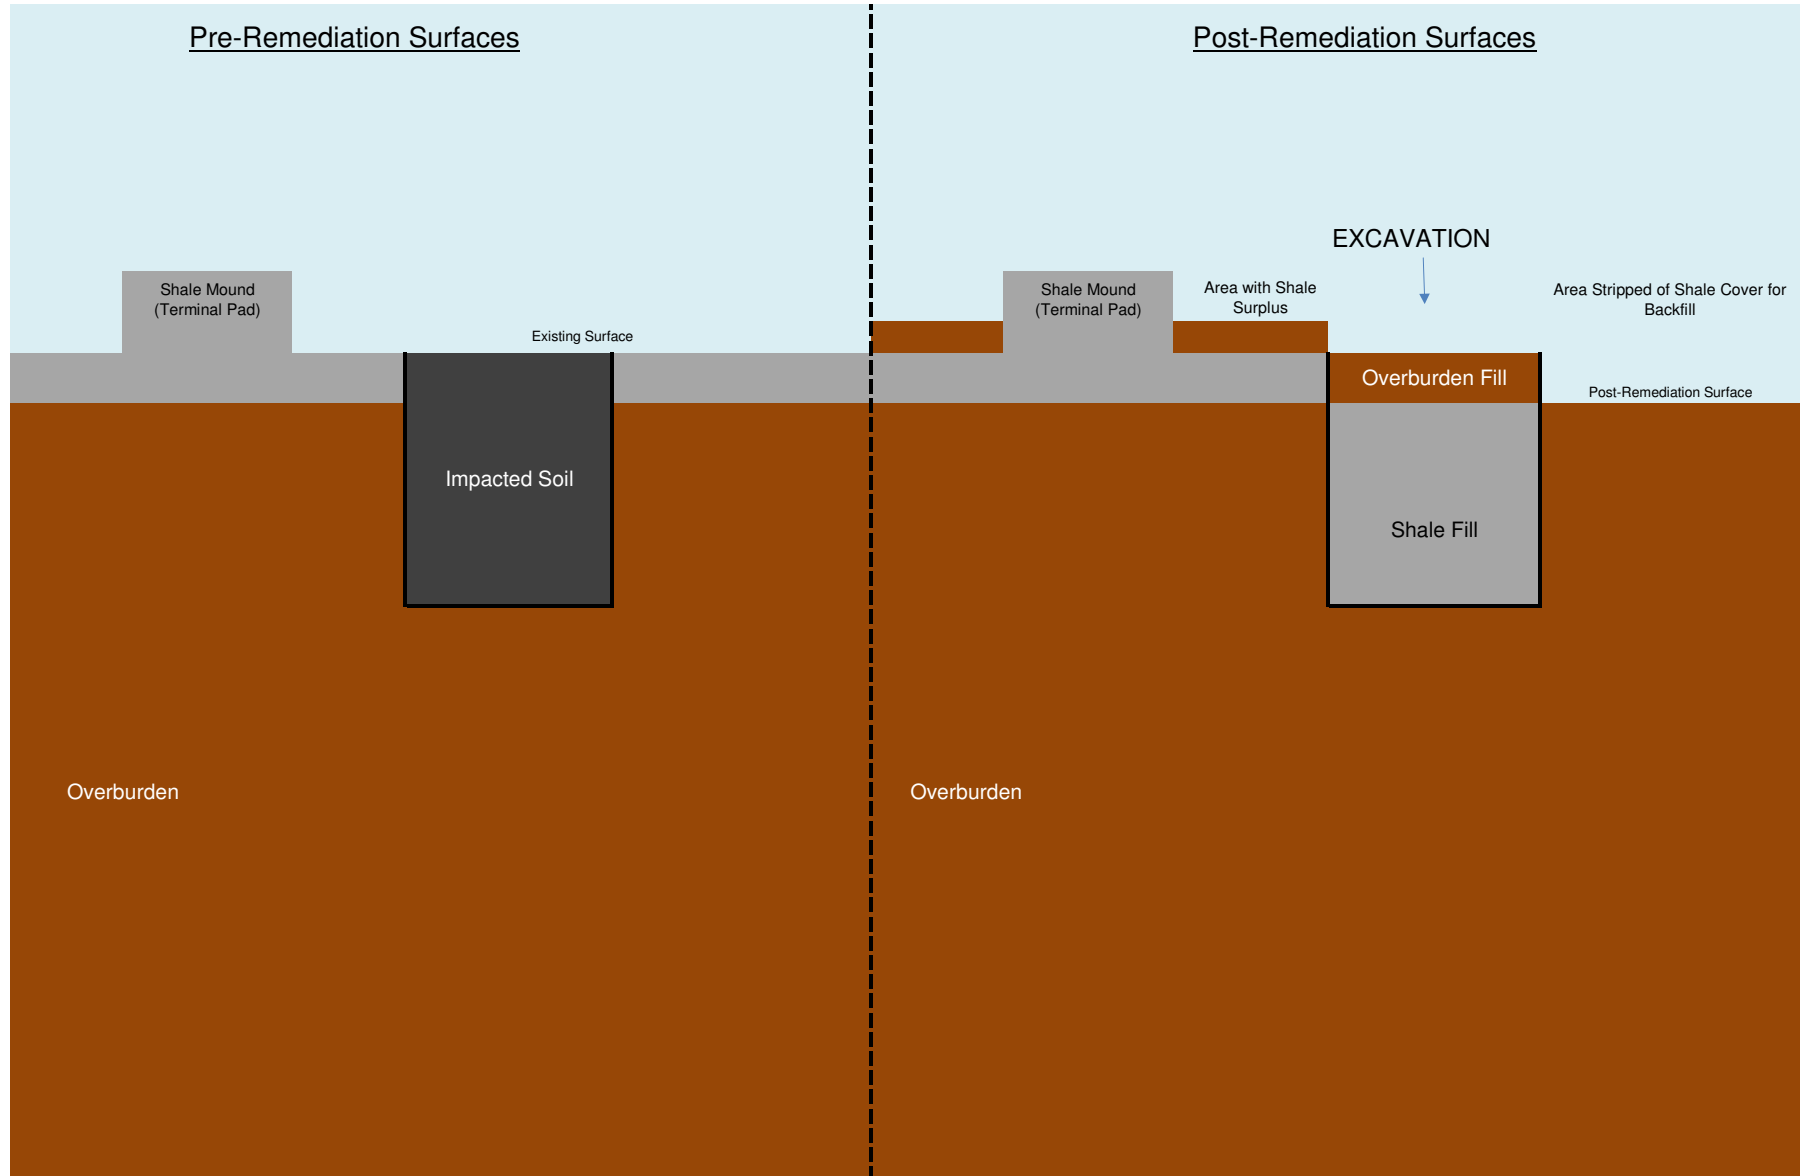 Pre-Remediation Surfaces
Post-Remediation Surfaces
EXCAVATION
Shale Mound
(Terminal Pad)
Existing Surface
Shale Mound
(Terminal Pad)
Area with Shale
Surplus
Area Stripped of Shale Cover for
Backfill
Overburden Fill
Post-Remediation Surface
Impacted Soil
Shale Fill
Overburden
Overburden